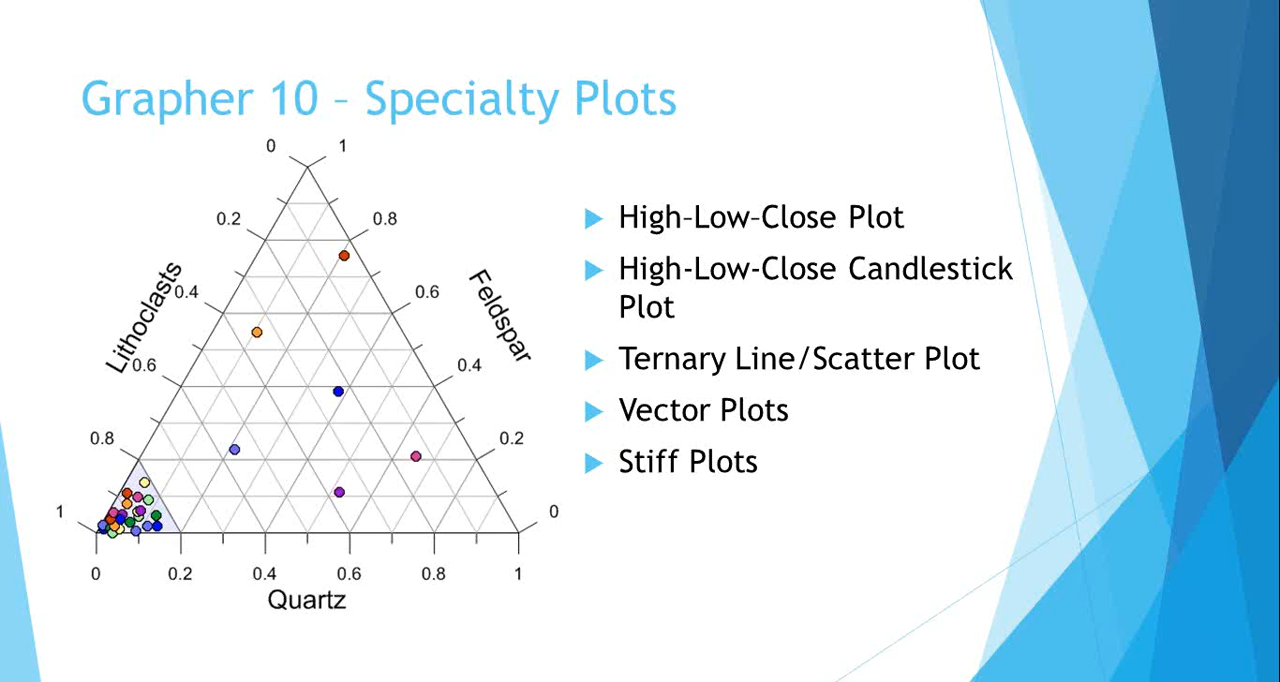 Grapher 10 – Specialty Plots
0 1
0.2 0.8
0.4 0.6
0.6 0.4
0.8 0.2
1 0
Lithoclasts
Feldspar
0 0.2 0.4 0.6 0.8 1
Quartz
High-Low-Close Plot
High-Low-Close Candlestick
Plot
Ternary Line/Scatter Plot
Vector Plots
Stiff Plots